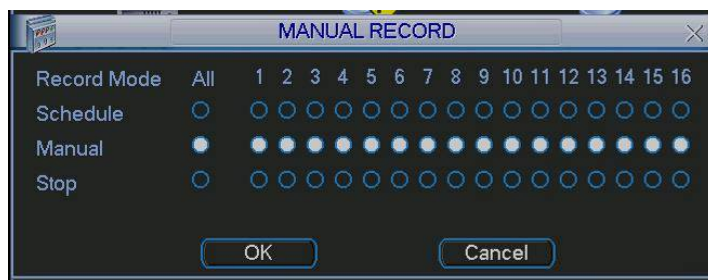 MANUAL RECORD
Record Mode All 1 2 3 4 5 6 7 8 9 10 11 12 13 14 15 16
Schedule
Manual
Stop
OK Cancel